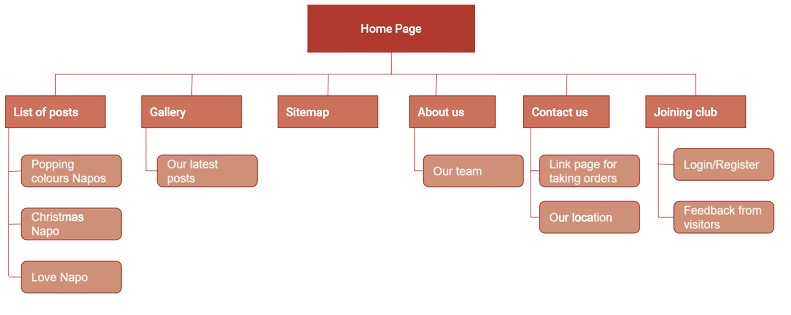 Home Page
List of posts
Gallery
Sitemap
About us
Contact us
Joining club
Popping
colours Napos
Christmas
Napo
Love Napo
Our latest
posts
Our team
Link page for
taking orders
Our location
Login/Register
Feedback from
visitors